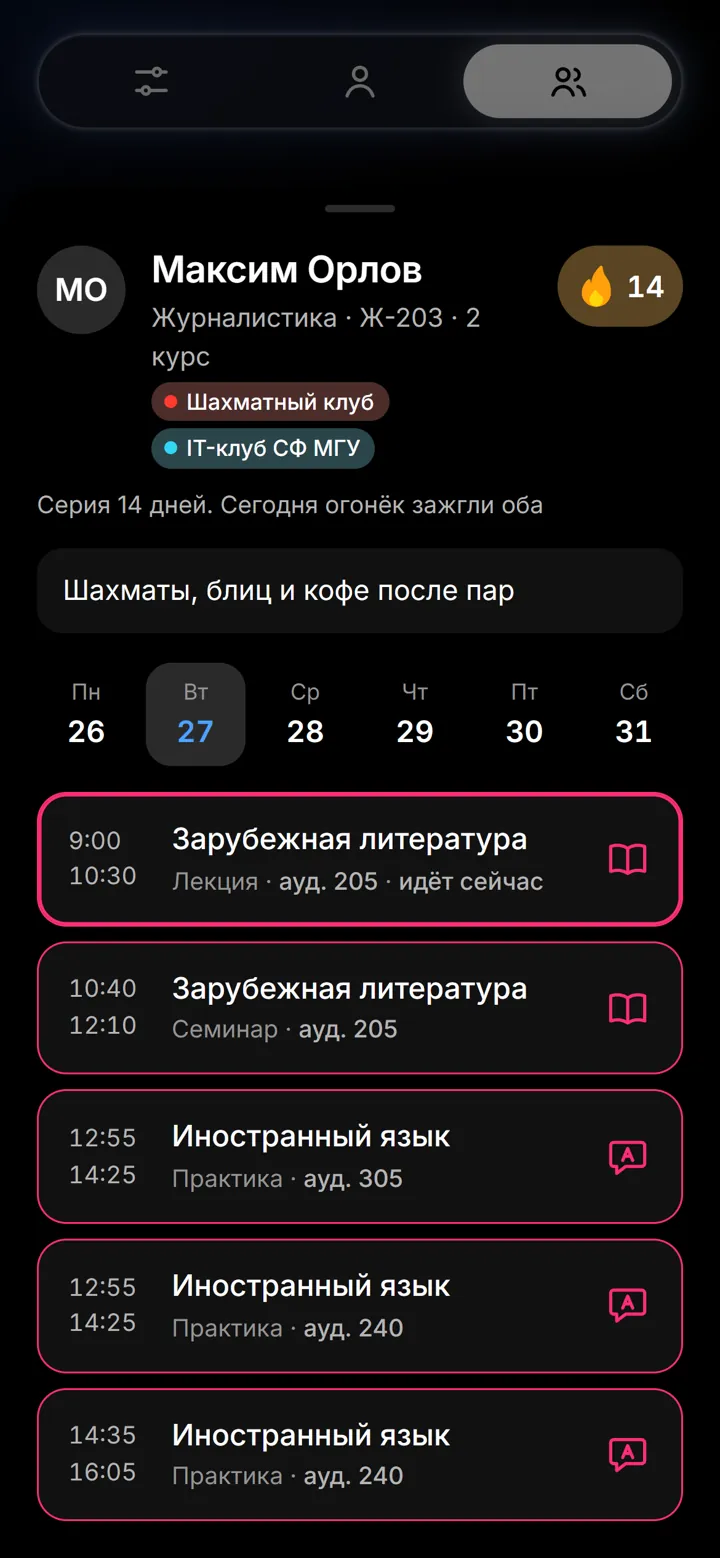 МО
Максим Орлов
14
Журналистика · Ж-203 · 2
курс
Шахматный клуб
IT-клуб СФ МГУ
Серия 14 дней. Сегодня огонёк зажгли оба
Шахматы, блиц и кофе после пар
Пн Вт Ср Чт Пт Сб
26 27 28 29 30 31
9:00 Зарубежная литература
10:30 Лекция · ауд. 205 · идёт сейчас
10:40 Зарубежная литература
12:10 Семинар · ауд. 205
12:55 Иностранный язык
14:25 Практика · ауд. 305
A
12:55 Иностранный язык
14:25 Практика · ауд. 240
A
14:35 Иностранный язык
16:05 Практика · ауд. 240
A